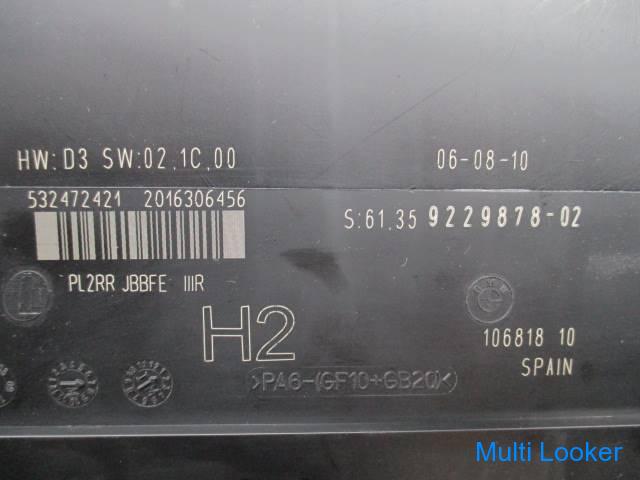 HW: D3 SW:02.1C.00
06-08-10
532472421 2016306456
S:61.35 9229878-02
PL2RR JBBFE IIIR
H2
BMW
106818 10
SPAIN
>PA6-(GF10+GB20)<
Multi Looker